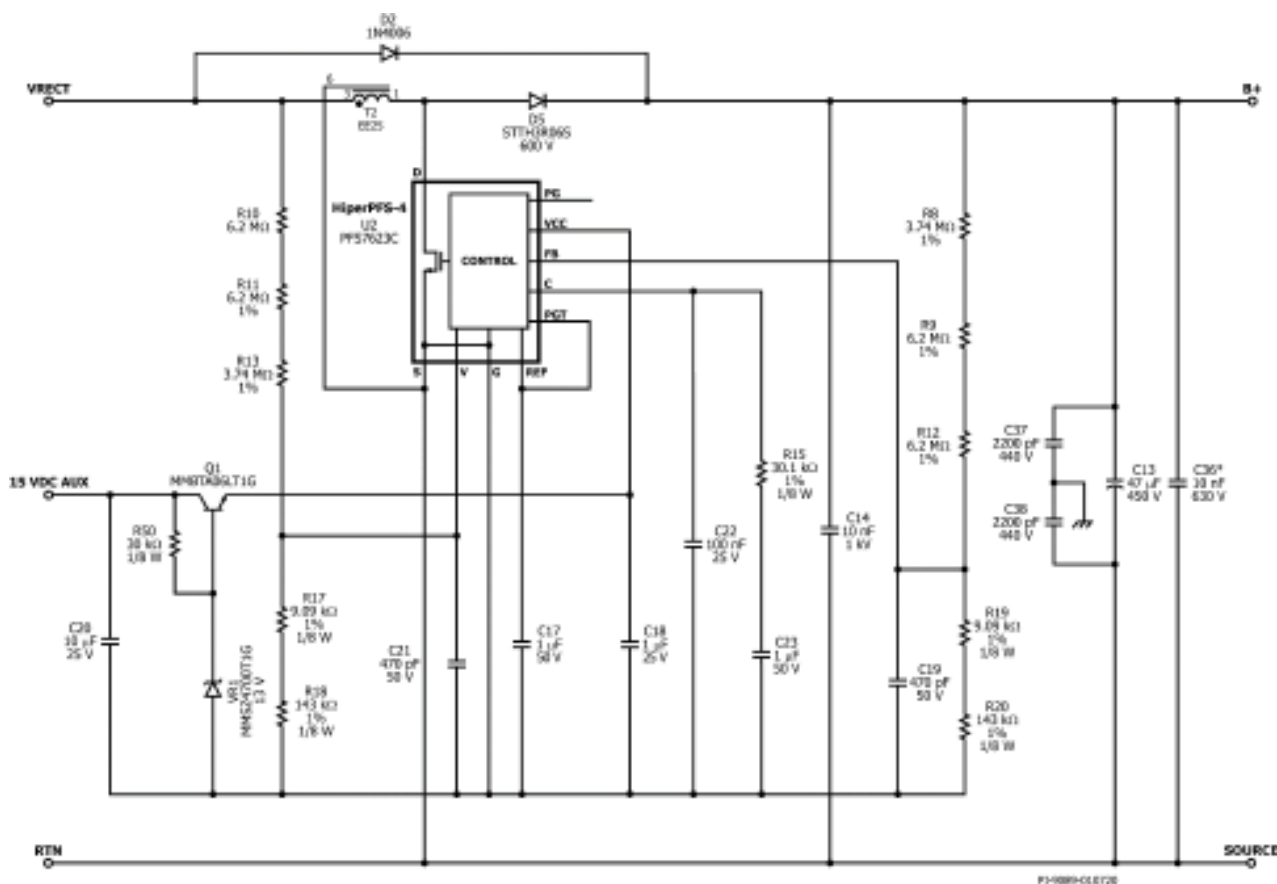 D2
1N4006
VRECT
6
3
1
T2
EE25
D5
STTH3R06S
600 V
B+
D
HiperPFS-4
U2
PFS7623C
CONTROL
PG
VCC
FB
C
PGT
S
V
G
REF
R10
6.2 MΩ
R11
6.2 MΩ
1%
R13
3.74 MΩ
1%
R8
3.74 MΩ
1%
R9
6.2 MΩ
1%
R12
6.2 MΩ
1%
15 VDC AUX
Q1
MMBTA06LT1G
R50
30 kΩ
1/8 W
R15
30.1 kΩ
1%
1/8 W
C37
2200 pF
440 V
C38
2200 pF
440 V
C13
47 µF
450 V
C36*
10 nF
630 V
C22
100 nF
25 V
C14
10 nF
1 kV
C20
10 µF
25 V
VR1
MMSZ4700T1G
13 V
R17
9.09 kΩ
1%
1/8 W
R18
143 kΩ
1%
1/8 W
C21
470 pF
50 V
C17
1 µF
50 V
C18
1 µF
25 V
C23
1 µF
50 V
C19
470 pF
50 V
R19
9.09 kΩ
1%
1/8 W
R20
143 kΩ
1%
1/8 W
RTN
SOURCE